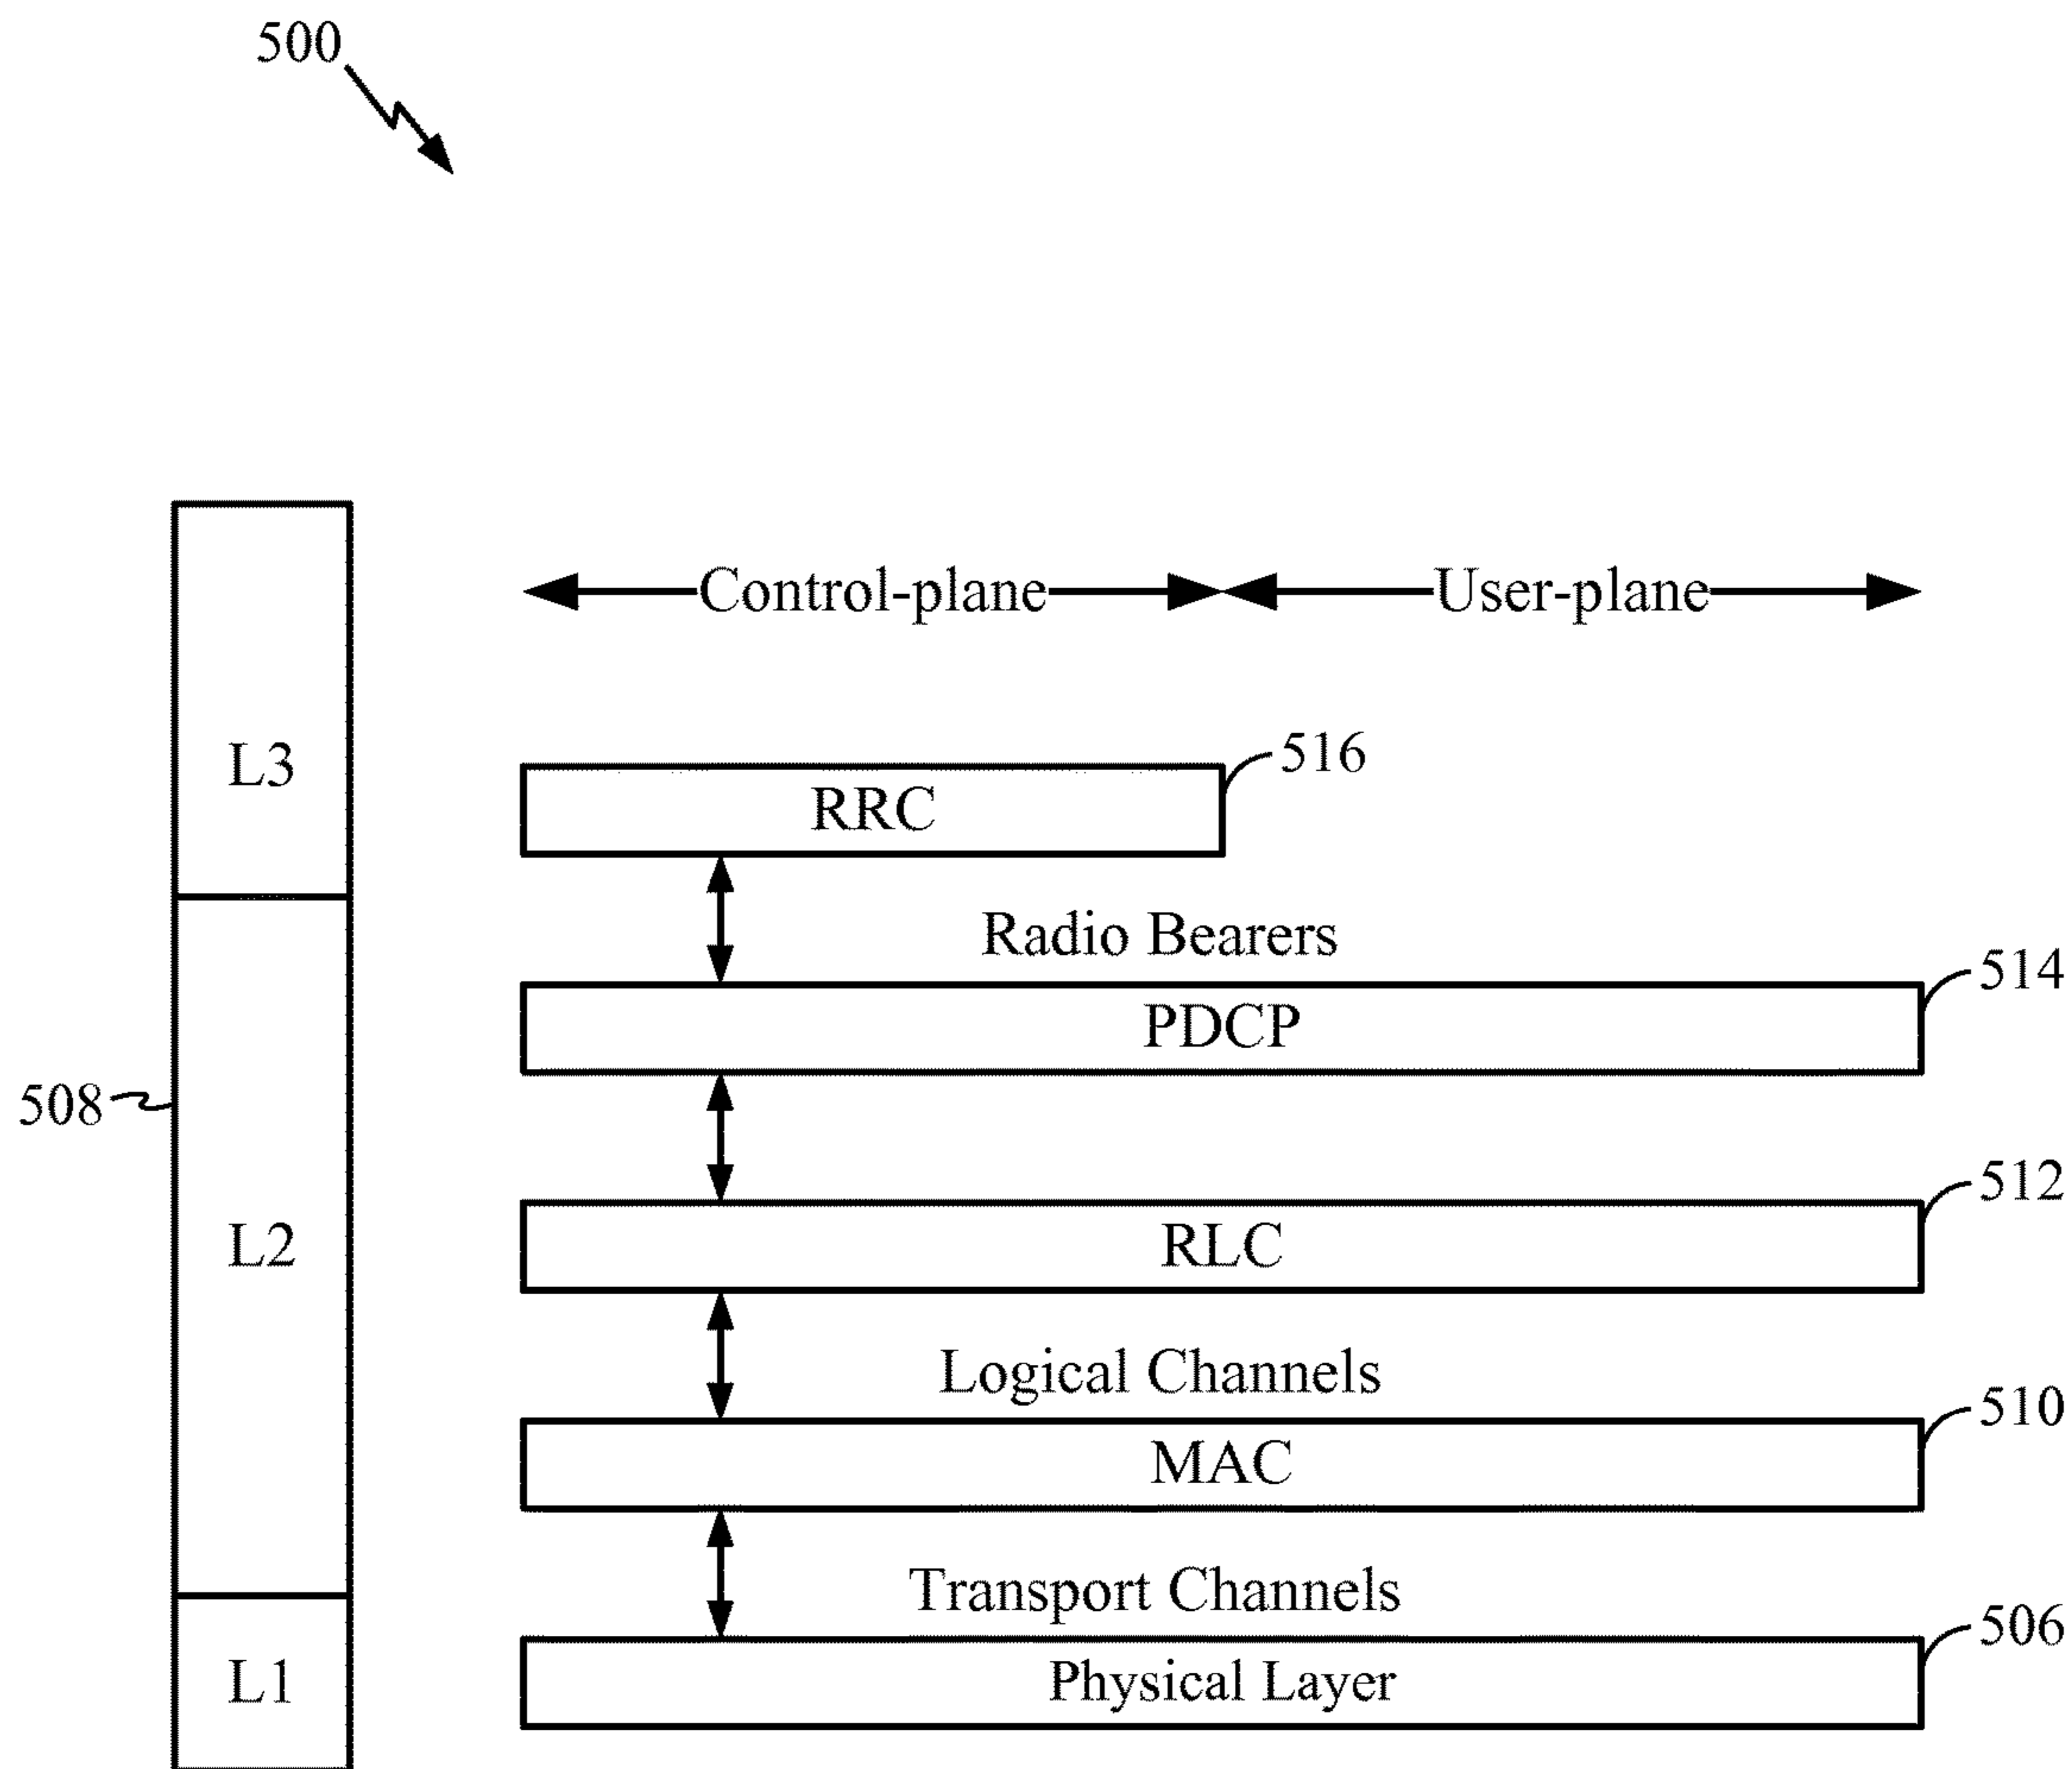 500
Control-plane
User-plane
L3
516
RRC
Radio Bearers
514
PDCP
508
512
L2
RLC
Logical Channels
510
MAC
Transport Channels
506
L1
Physical Layer